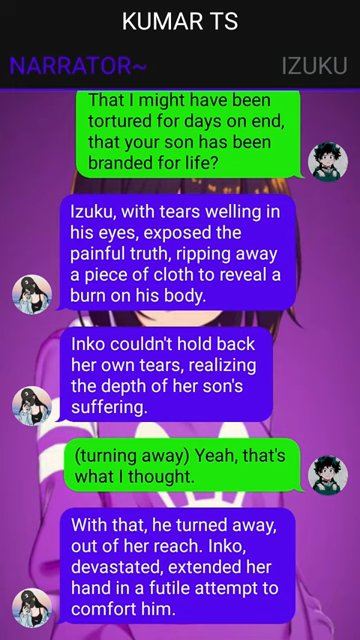 KUMAR TS
NARRATOR~ IZUKU
That I might have been
tortured for days on end,
that your son has been
branded for life?
Izuku, with tears welling in
his eyes, exposed the
painful truth, ripping away
a piece of cloth to reveal a
burn on his body.
Inko couldn't hold back
her own tears, realizing
the depth of her son's
suffering.
(turning away) Yeah, that's
what I thought.
With that, he turned away,
out of her reach. Inko,
devastated, extended her
hand in a futile attempt to
comfort him.